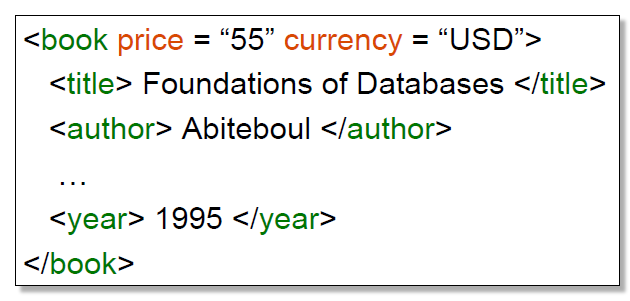 <book price = “55” currency = “USD”>
<title> Foundations of Databases </title>
<author> Abiteboul </author>
…
<year> 1995 </year>
</book>